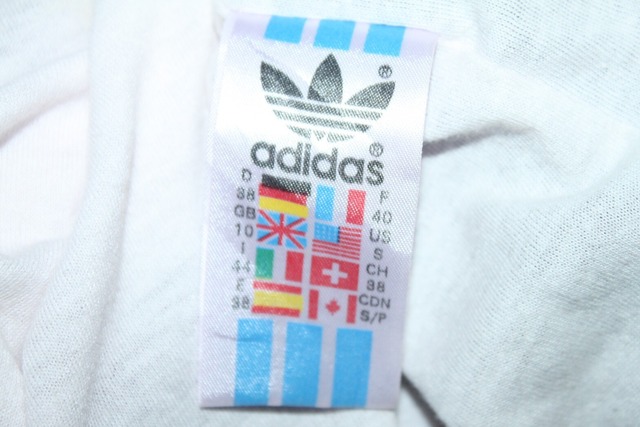 ®
adidas®
D F
38 40
GB US
10 S
I CH
44 38
E CDN
38 S/P